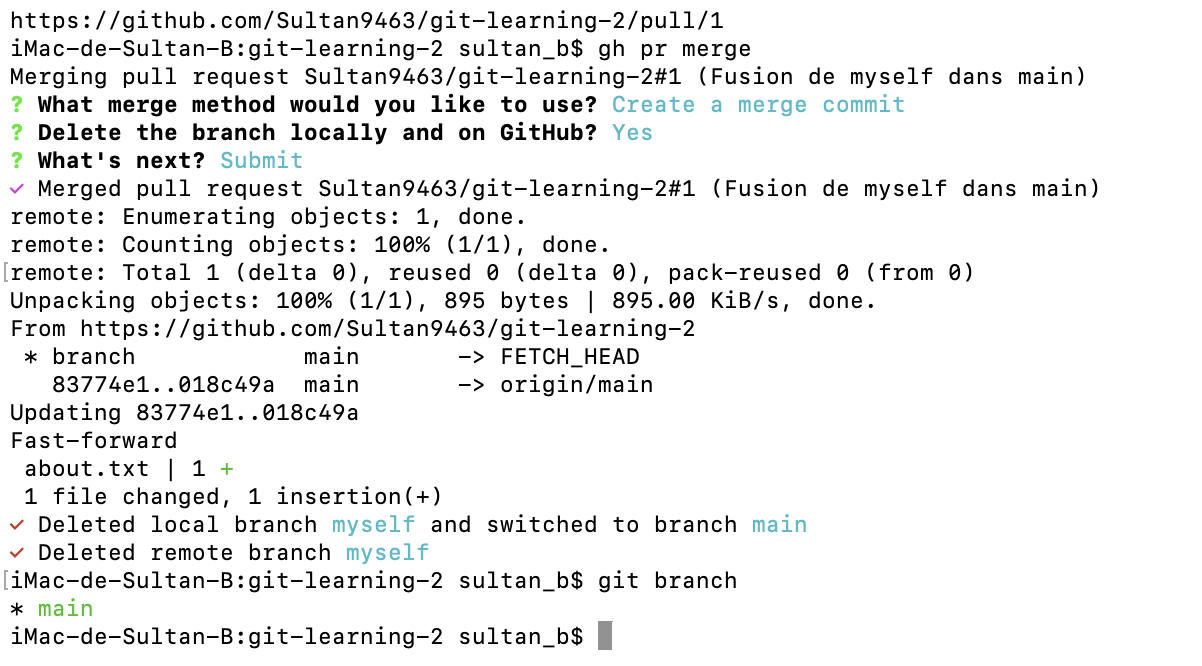 https://github.com/Sultan9463/git-learning-2/pull/1
iMac-de-Sultan-B:git-learning-2 sultan_b$ gh pr merge
Merging pull request Sultan9463/git-learning-2#1 (Fusion de myself dans main)
? What merge method would you like to use? Create a merge commit
? Delete the branch locally and on GitHub? Yes
? What's next? Submit
✓ Merged pull request Sultan9463/git-learning-2#1 (Fusion de myself dans main)
remote: Enumerating objects: 1, done.
remote: Counting objects: 100% (1/1), done.
remote: Total 1 (delta 0), reused 0 (delta 0), pack-reused 0 (from 0)
Unpacking objects: 100% (1/1), 895 bytes | 895.00 KiB/s, done.
From https://github.com/Sultan9463/git-learning-2
 * branch            main       -> FETCH_HEAD
   83774e1..018c49a  main       -> origin/main
Updating 83774e1..018c49a
Fast-forward
 about.txt | 1 +
 1 file changed, 1 insertion(+)
✓ Deleted local branch myself and switched to branch main
✓ Deleted remote branch myself
iMac-de-Sultan-B:git-learning-2 sultan_b$ git branch
* main
iMac-de-Sultan-B:git-learning-2 sultan_b$